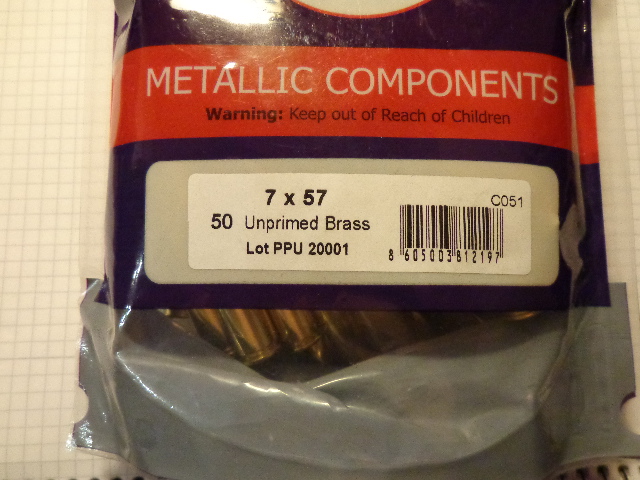 METALLIC COMPONENTS
Warning: Keep out of Reach of Children
7 x 57
C051
50 Unprimed Brass
Lot PPU 20001
8 605003 812197